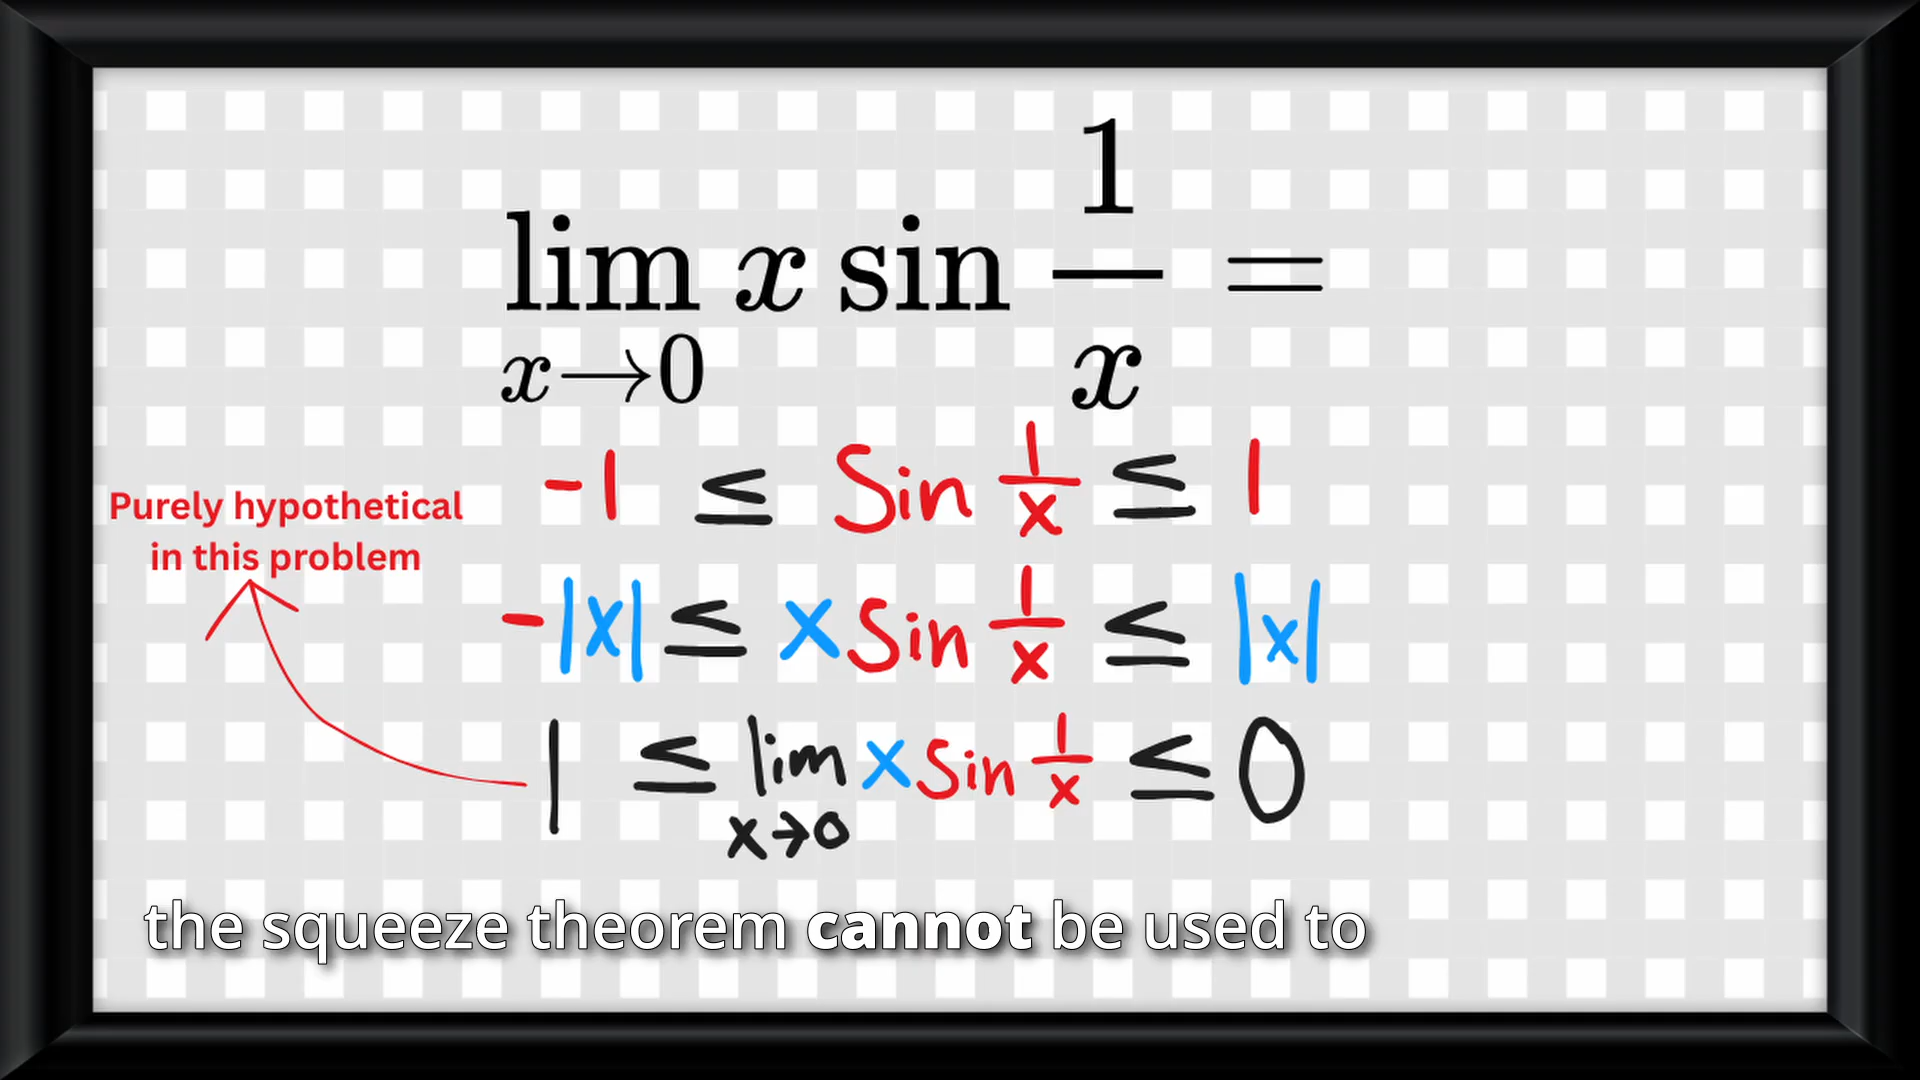 lim x sin 1/x =
x→0
-1 ≤ Sin 1/x ≤ 1
Purely hypothetical
in this problem
-|x| ≤ x Sin 1/x ≤ |x|
1 ≤ lim x Sin 1/x ≤ 0
x→0
the squeeze theorem cannot be used to